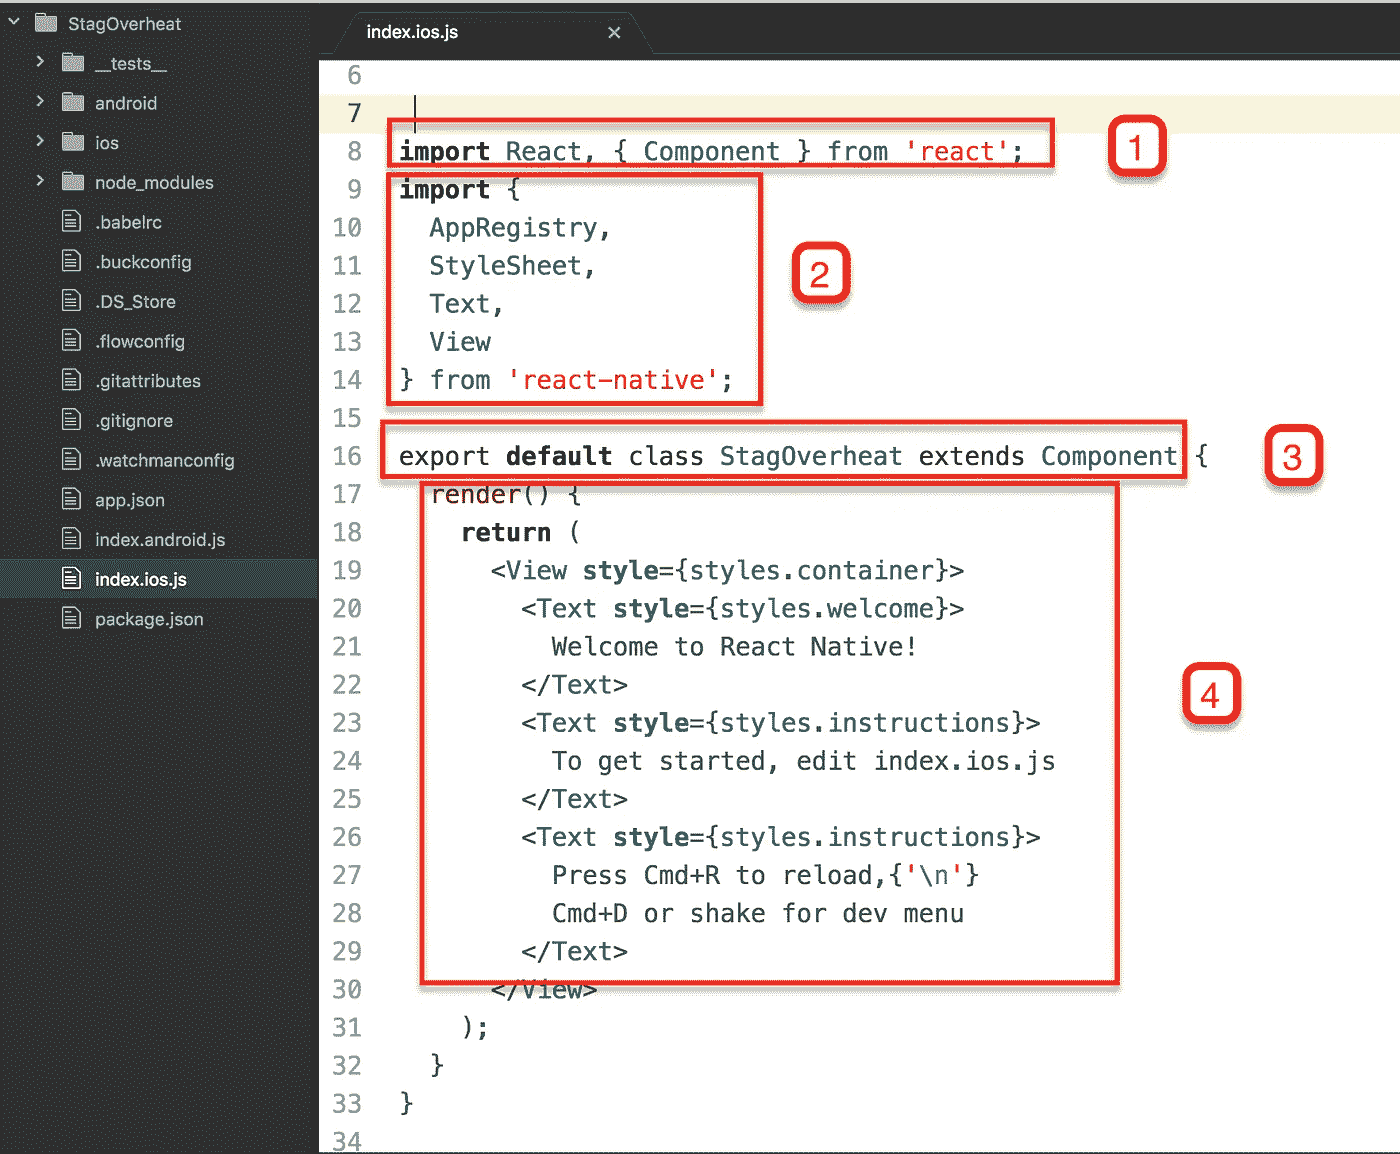 StagOverheat
__tests__
android
ios
node_modules
.babelrc
.buckconfig
.DS_Store
.flowconfig
.gitattributes
.gitignore
.watchmanconfig
app.json
index.android.js
index.ios.js
package.json
index.ios.js
6
7
8 import React, { Component } from 'react';
1
9 import {
10 AppRegistry,
11 StyleSheet,
2
12 Text,
13 View
14 } from 'react-native';
15
16 export default class StagOverheat extends Component {
3
17 render() {
18 return (
19 <View style={styles.container}>
20 <Text style={styles.welcome}>
21 Welcome to React Native!
22 </Text>
4
23 <Text style={styles.instructions}>
24 To get started, edit index.ios.js
25 </Text>
26 <Text style={styles.instructions}>
27 Press Cmd+R to reload,{'\n'}
28 Cmd+D or shake for dev menu
29 </Text>
30 </View>
31 );
32 }
33 }
34